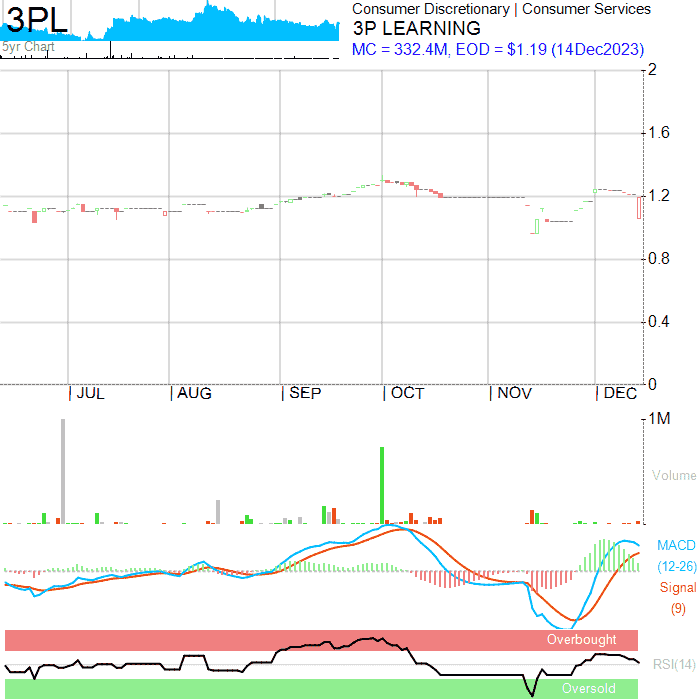 3PL
5yr Chart
Consumer Discretionary | Consumer Services
3P LEARNING
MC = 332.4M, EOD = $1.19 (14Dec2023)
2
1.6
1.2
0.8
0.4
0
JUL AUG SEP OCT NOV DEC
1M
Volume
MACD
(12-26)
Signal
(9)
Overbought
RSI(14)
Oversold